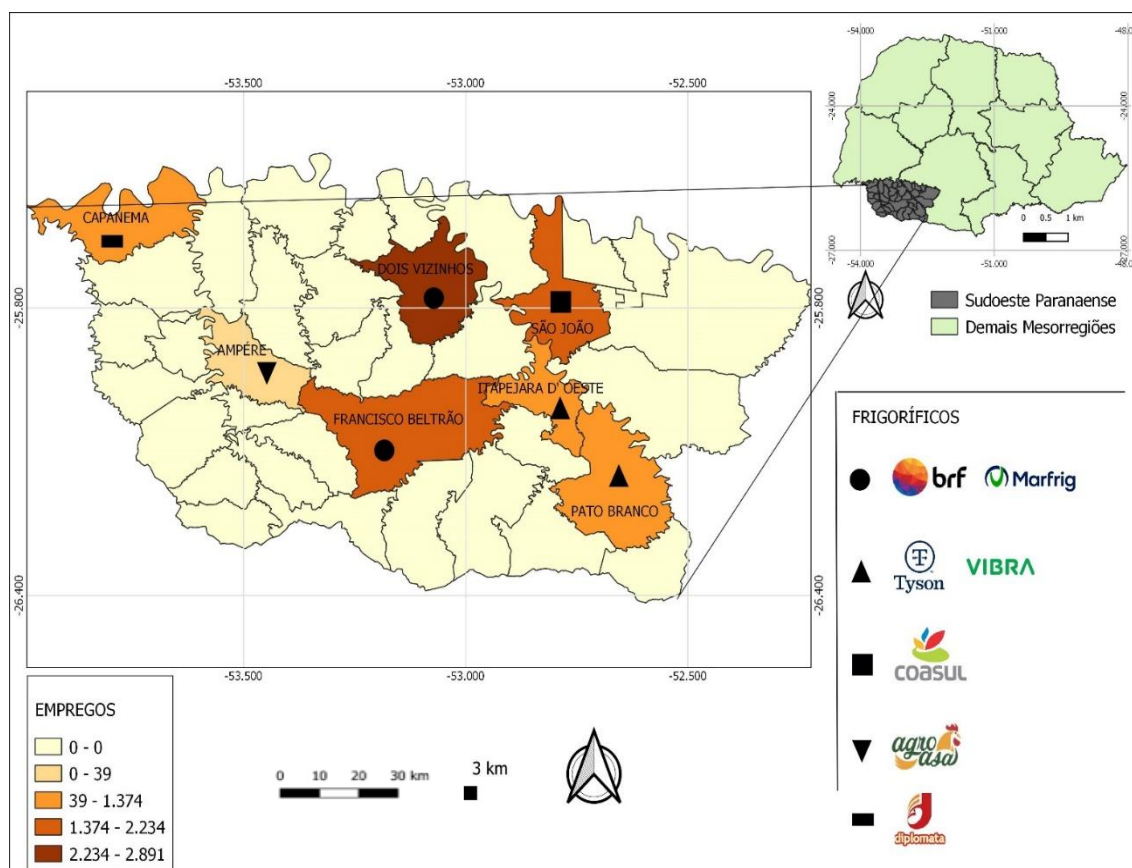 -53.500
-53.000
-52.500
CAPANEMA
DOIS VIZINHOS
-25.800
-25.800
SÃO JOÃO
AMPÉRE
ITAPEJARA D' OESTE
FRANCISCO BELTRÃO
PATO BRANCO
-26.400
-26.400
-53.500
-53.000
-52.500
-54.000
-51.000
-48.0
-24.000
-24.000
0 0.5 1 km
-27.000
-27.000
-54.000
-51.000
Sudoeste Paranaense
Demais Mesorregiões
FRIGORÍFICOS
brf Marfrig
T
Tyson VIBRA
COASUL
agro
asa
diplomata
EMPREGOS
0 - 0
0 - 39
39 - 1.374
1.374 - 2.234
2.234 - 2.891
0 10 20 30 km
3 km